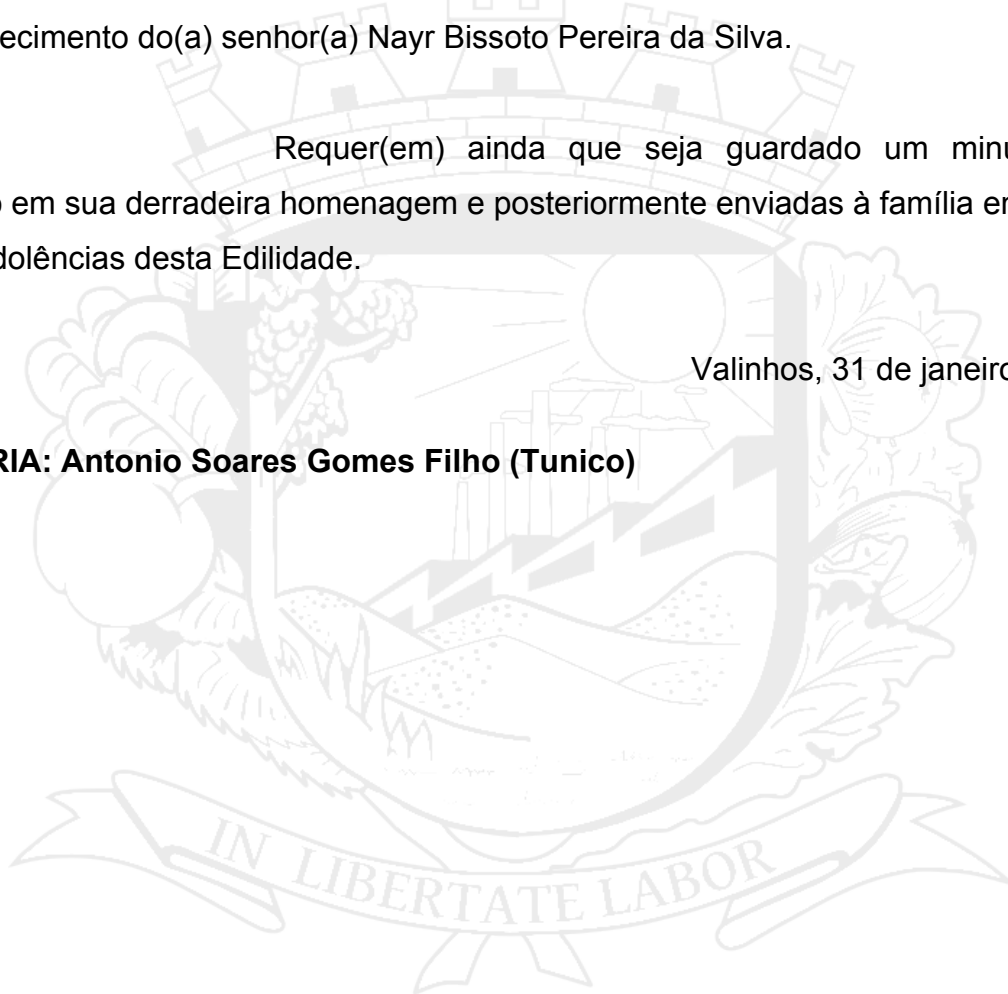 ecimento do(a) senhor(a) Nayr Bissoto Pereira da Silva.
Requer(em) ainda que seja guardado um minu
o em sua derradeira homenagem e posteriormente enviadas à família en
dolências desta Edilidade.
Valinhos, 31 de janeiro
RIA: Antonio Soares Gomes Filho (Tunico)
IN LIBERTATE LABOR